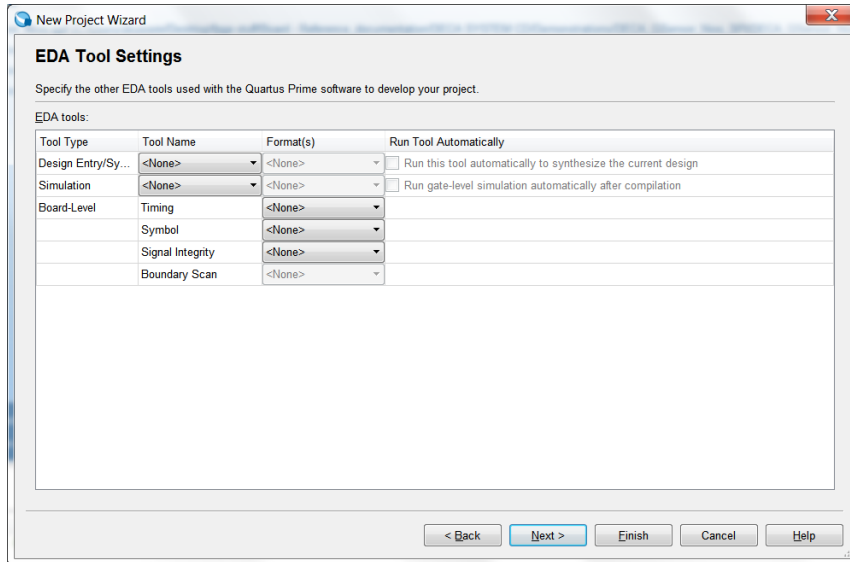 New Project Wizard
X
EDA Tool Settings
Specify the other EDA tools used with the Quartus Prime software to develop your project.
EDA tools:
Tool Type Tool Name Format(s) Run Tool Automatically
Design Entry/Sy... <None> <None> Run this tool automatically to synthesize the current design
Simulation <None> <None> Run gate-level simulation automatically after compilation
Board-Level Timing <None>
Symbol <None>
Signal Integrity <None>
Boundary Scan <None>
< Back Next > Finish Cancel Help